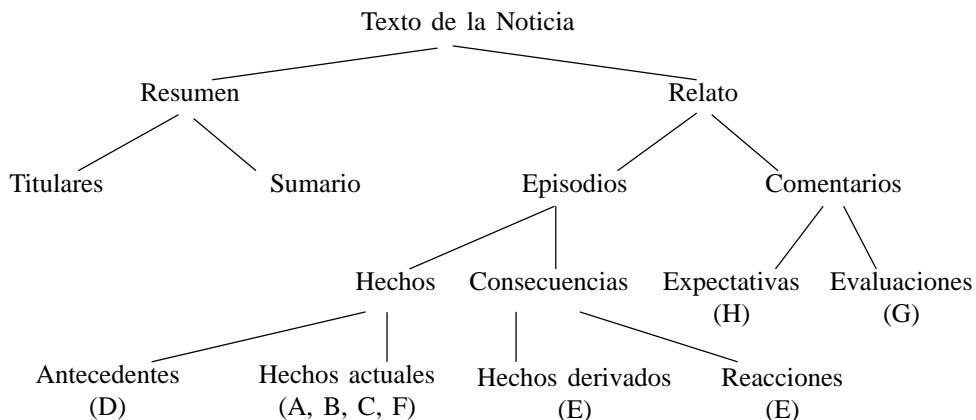 Texto de la Noticia
Resumen Relato
Titulares Sumario Episodios Comentarios
Hechos Consecuencias Expectativas Evaluaciones
(H) (G)
Antecedentes Hechos actuales Hechos derivados Reacciones
(D) (A, B, C, F) (E) (E)